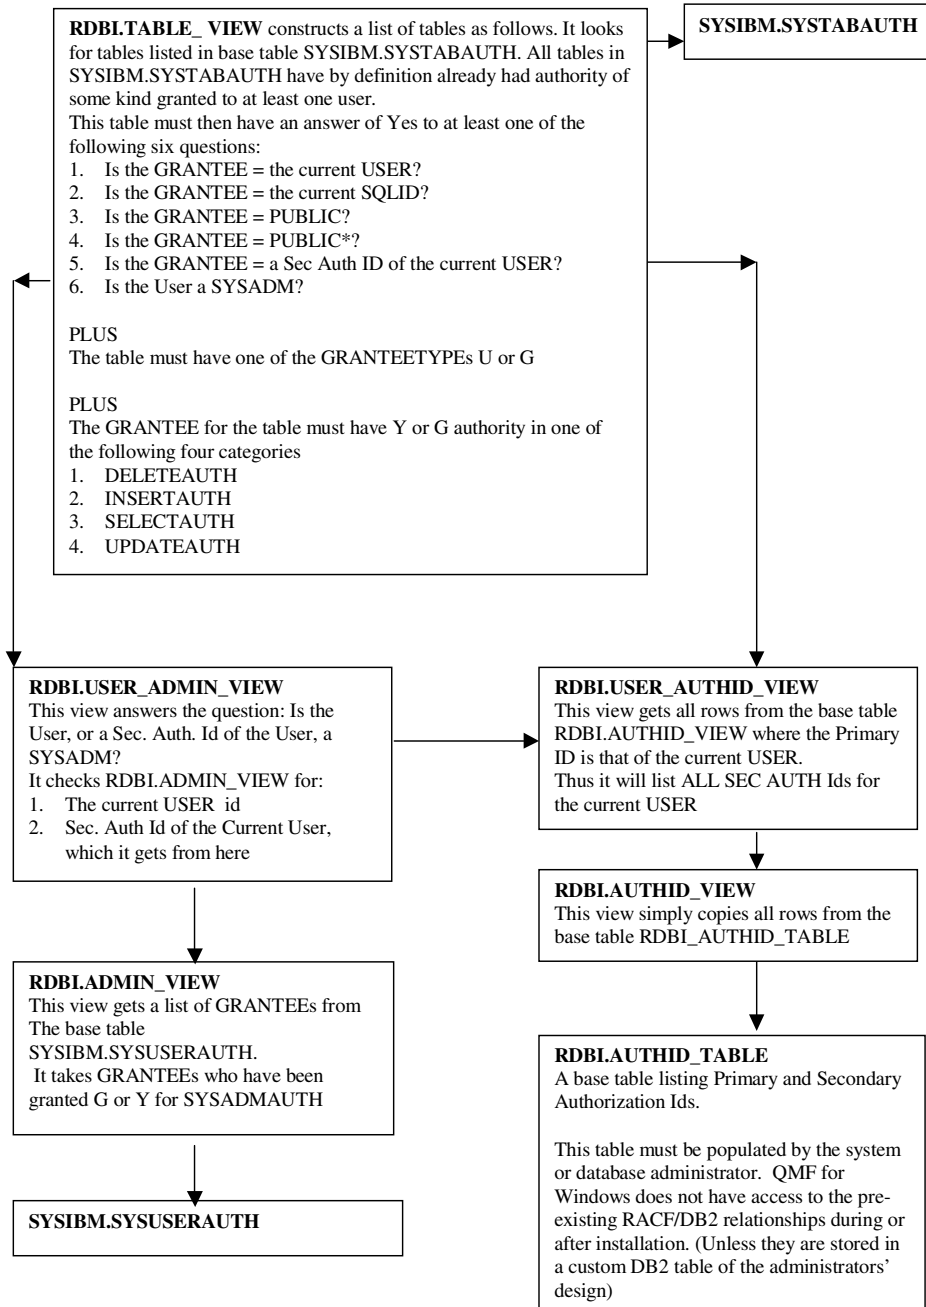 RDBI.TABLE_ VIEW constructs a list of tables as follows. It looks
for tables listed in base table SYSIBM.SYSTABAUTH. All tables in
SYSIBM.SYSTABAUTH have by definition already had authority of
some kind granted to at least one user.
This table must then have an answer of Yes to at least one of the
following six questions:
1. Is the GRANTEE = the current USER?
2. Is the GRANTEE = the current SQLID?
3. Is the GRANTEE = PUBLIC?
4. Is the GRANTEE = PUBLIC*?
5. Is the GRANTEE = a Sec Auth ID of the current USER?
6. Is the User a SYSADM?
PLUS
The table must have one of the GRANTEETYPEs U or G
PLUS
The GRANTEE for the table must have Y or G authority in one of
the following four categories
1. DELETEAUTH
2. INSERTAUTH
3. SELECTAUTH
4. UPDATEAUTH
SYSIBM.SYSTABAUTH
RDBI.USER_ADMIN_VIEW
This view answers the question: Is the
User, or a Sec. Auth. Id of the User, a
SYSADM?
It checks RDBI.ADMIN_VIEW for:
1. The current USER id
2. Sec. Auth Id of the Current User,
which it gets from here
RDBI.USER_AUTHID_VIEW
This view gets all rows from the base table
RDBI.AUTHID_VIEW where the Primary
ID is that of the current USER.
Thus it will list ALL SEC AUTH Ids for
the current USER
RDBI.AUTHID_VIEW
This view simply copies all rows from the
base table RDBI_AUTHID_TABLE
RDBI.ADMIN_VIEW
This view gets a list of GRANTEEs from
The base table
SYSIBM.SYSUSERAUTH.
It takes GRANTEEs who have been
granted G or Y for SYSADMAUTH
RDBI.AUTHID_TABLE
A base table listing Primary and Secondary
Authorization Ids.
This table must be populated by the system
or database administrator. QMF for
Windows does not have access to the pre-
existing RACF/DB2 relationships during or
after installation. (Unless they are stored in
a custom DB2 table of the administrators'
design)
SYSIBM.SYSUSERAUTH